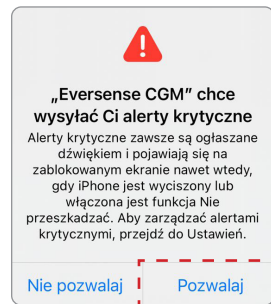 „Eversense CGM” chce
wysyłać Ci alerty krytyczne
Alerty krytyczne zawsze są ogłaszane
dźwiękiem i pojawiają się na
zablokowanym ekranie nawet wtedy,
gdy iPhone jest wyciszony lub
włączona jest funkcja Nie
przeszkadzać. Aby zarządzać alertami
krytycznymi, przejdź do Ustawień.
Nie pozwalaj
Pozwalaj